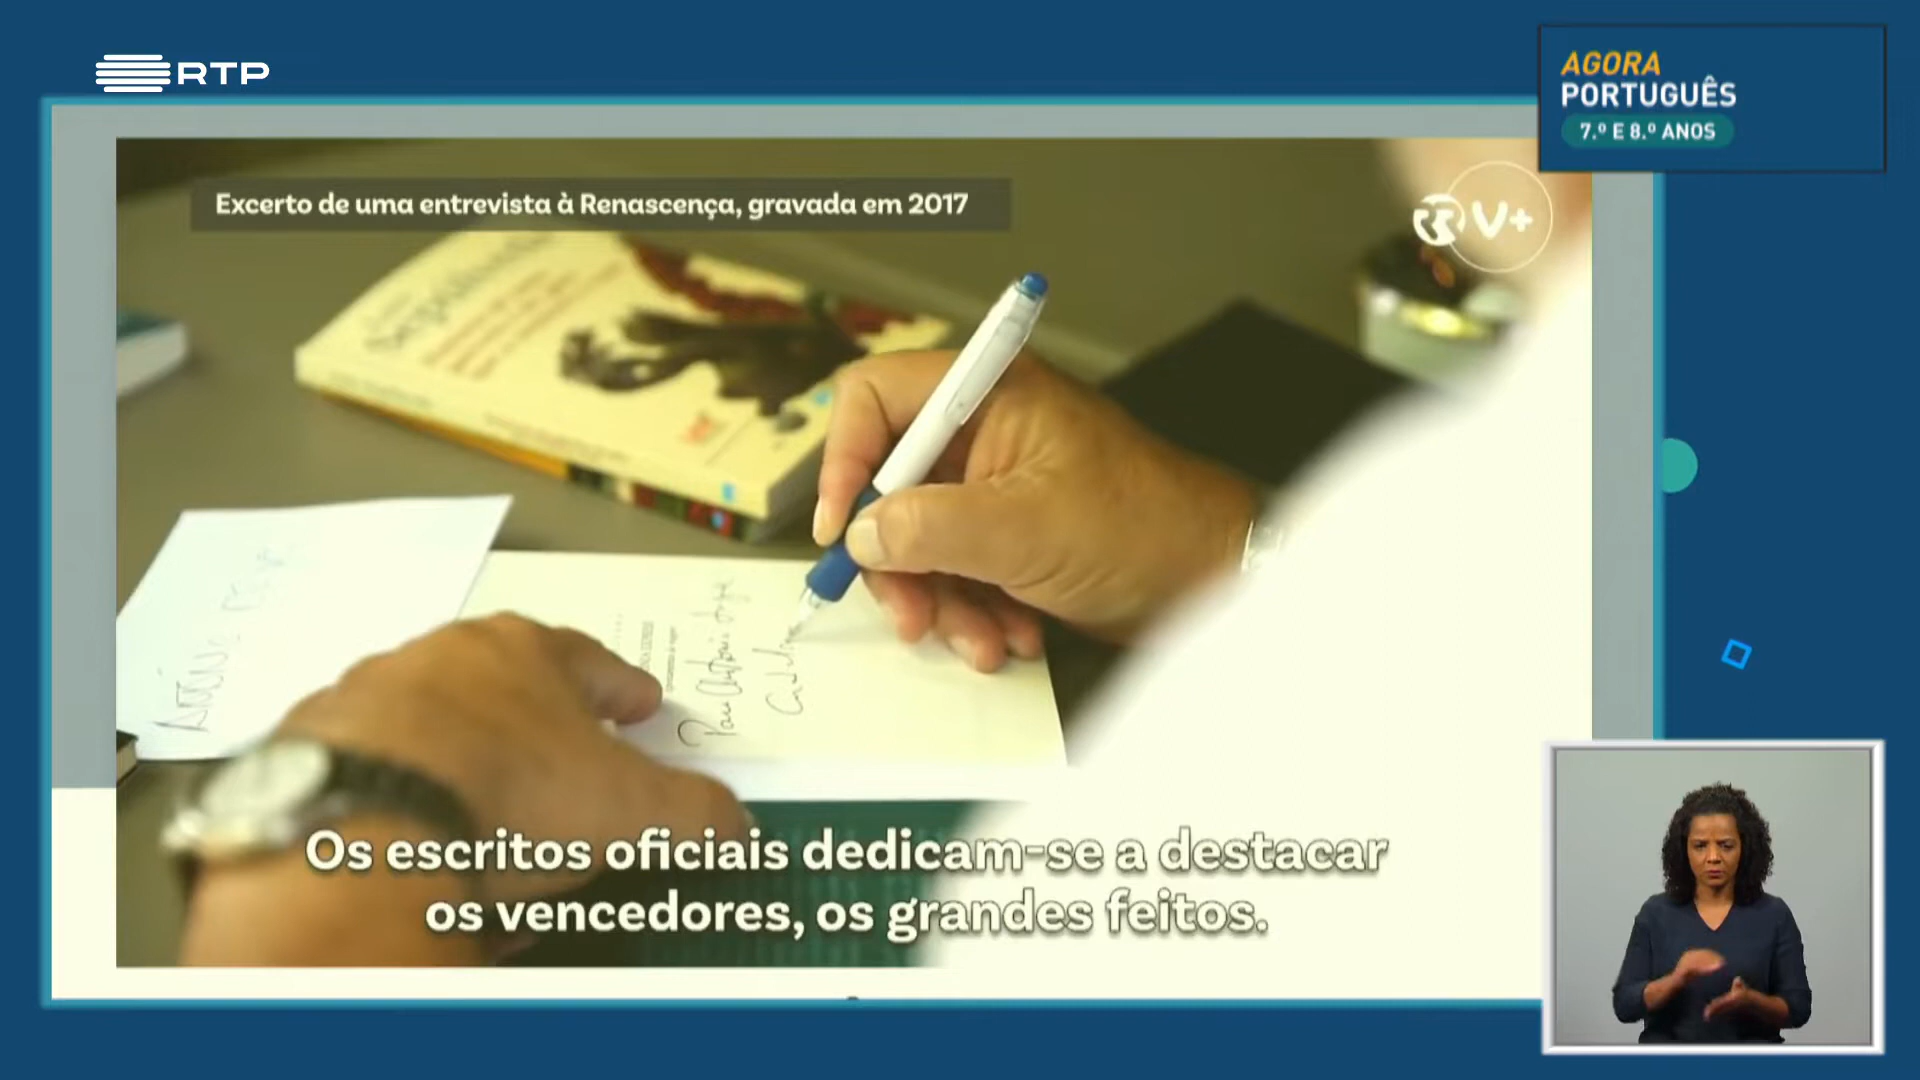 RTP
AGORA
PORTUGUÊS
7.º E 8.º ANOS
Excerto de uma entrevista à Renascença, gravada em 2017
V+
Os escritos oficiais dedicam-se a destacar
os vencedores, os grandes feitos.